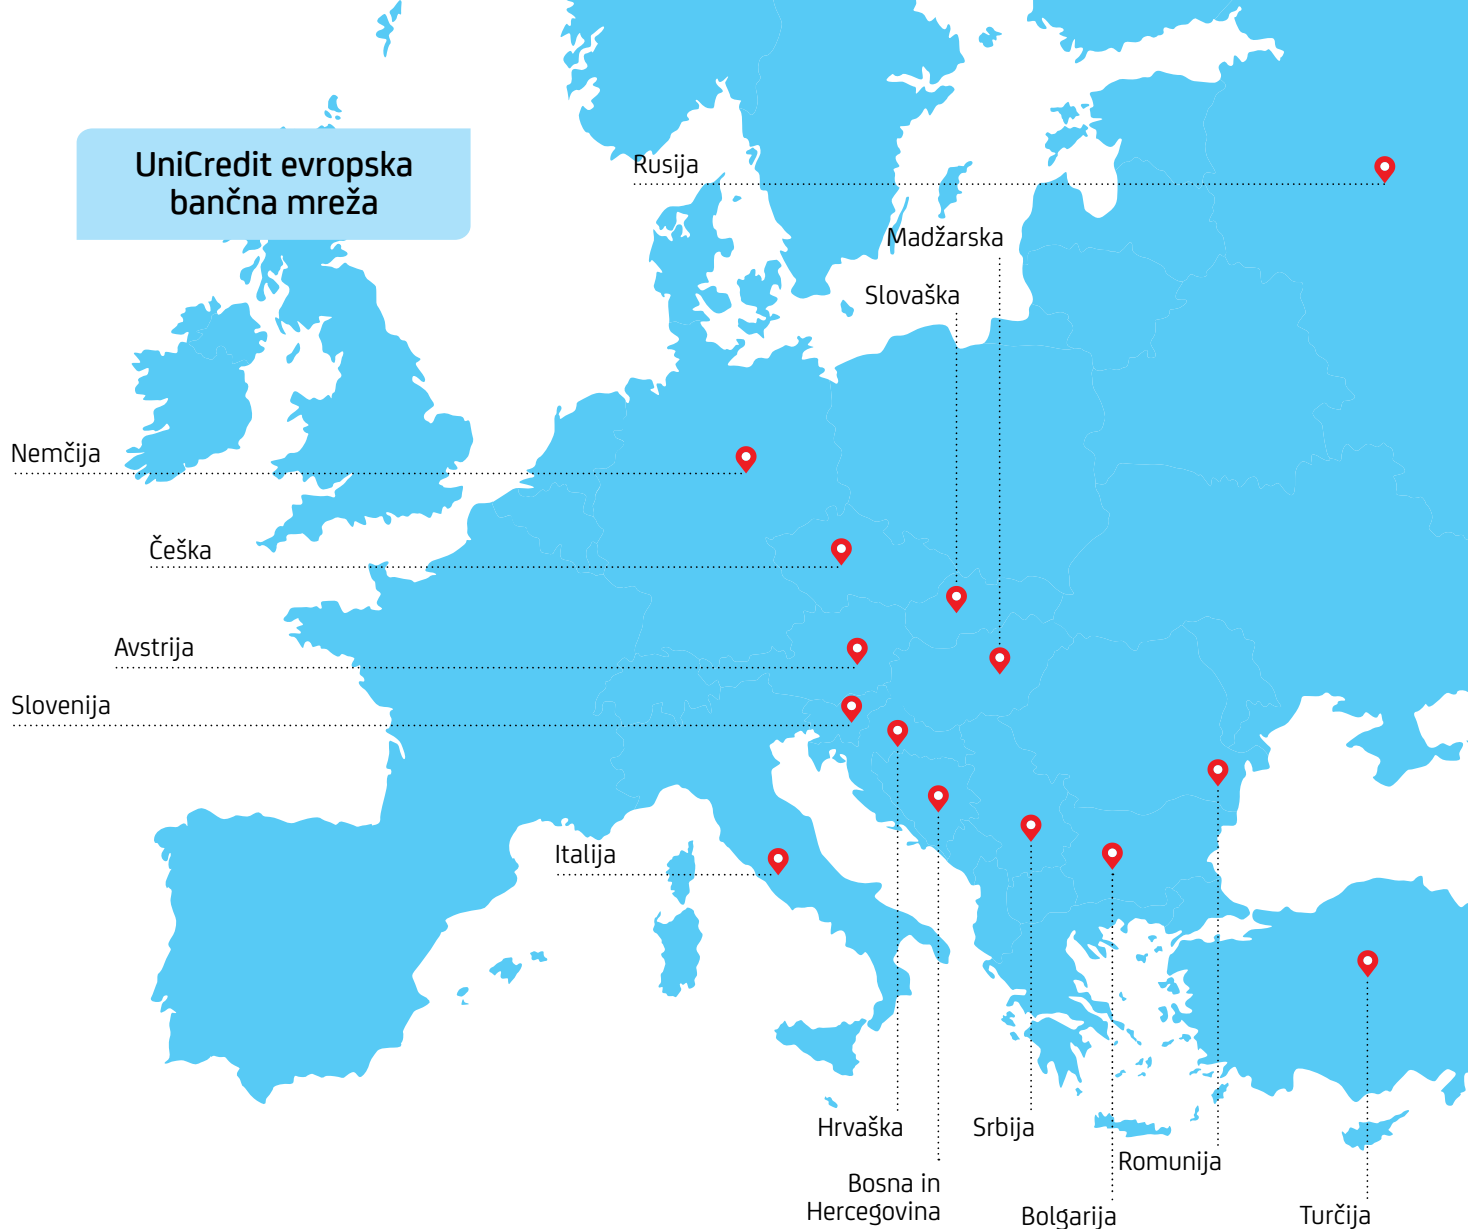 UniCredit evropska
bančna mreža
Rusija
Madžarska
Slovaška
Nemčija
Češka
Avstrija
Slovenija
Italija
Hrvaška
Srbija
Romunija
Bosna in
Hercegovina
Bolgarija
Turčija